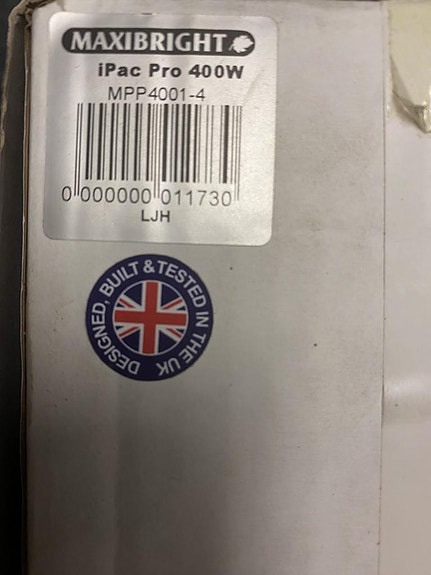 MAXIBRIGHT
iPac Pro 400W
MPP4001-4
0 000000 011730
LJH
DESIGNED, BUILT & TESTED IN THE UK